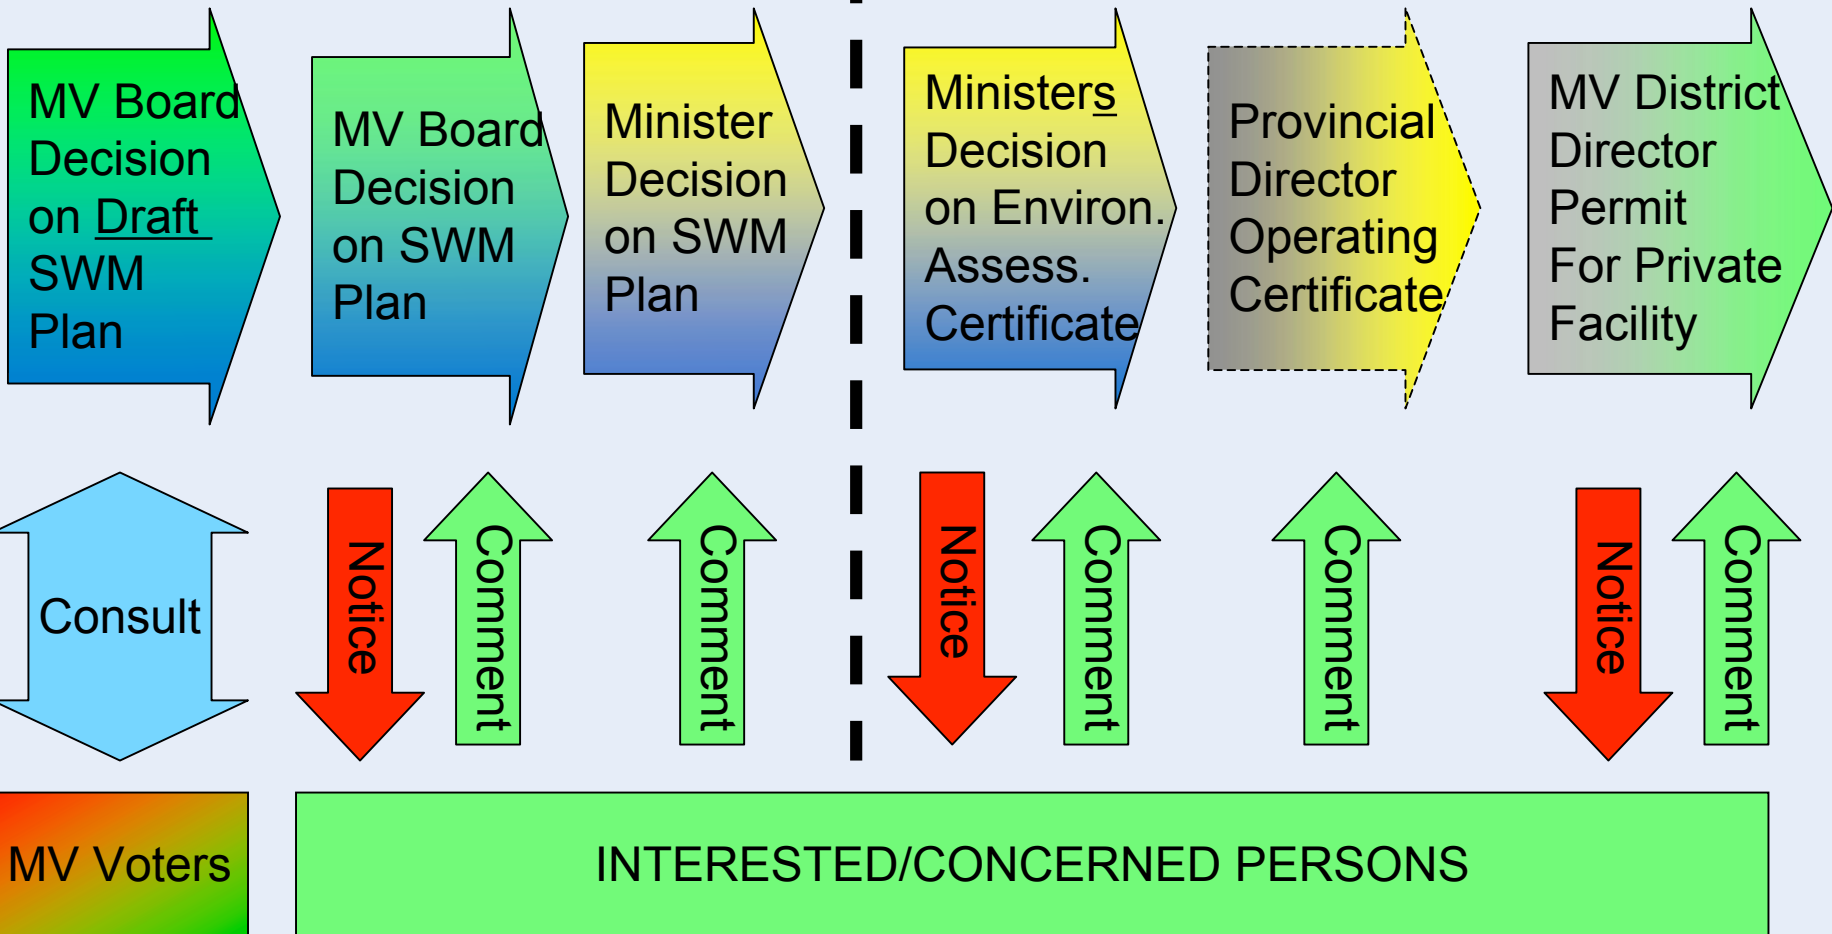 MV Board
Decision
on Draft
SWM
Plan
MV Board
Decision
on SWM
Plan
Minister
Decision
on SWM
Plan
Ministers
Decision
on Environ.
Assess.
Certificate
Provincial
Director
Operating
Certificate
MV District
Director
Permit
For Private
Facility
Consult
Notice
Comment
Comment
Notice
Comment
Comment
Notice
Comment
MV Voters
INTERESTED/CONCERNED PERSONS